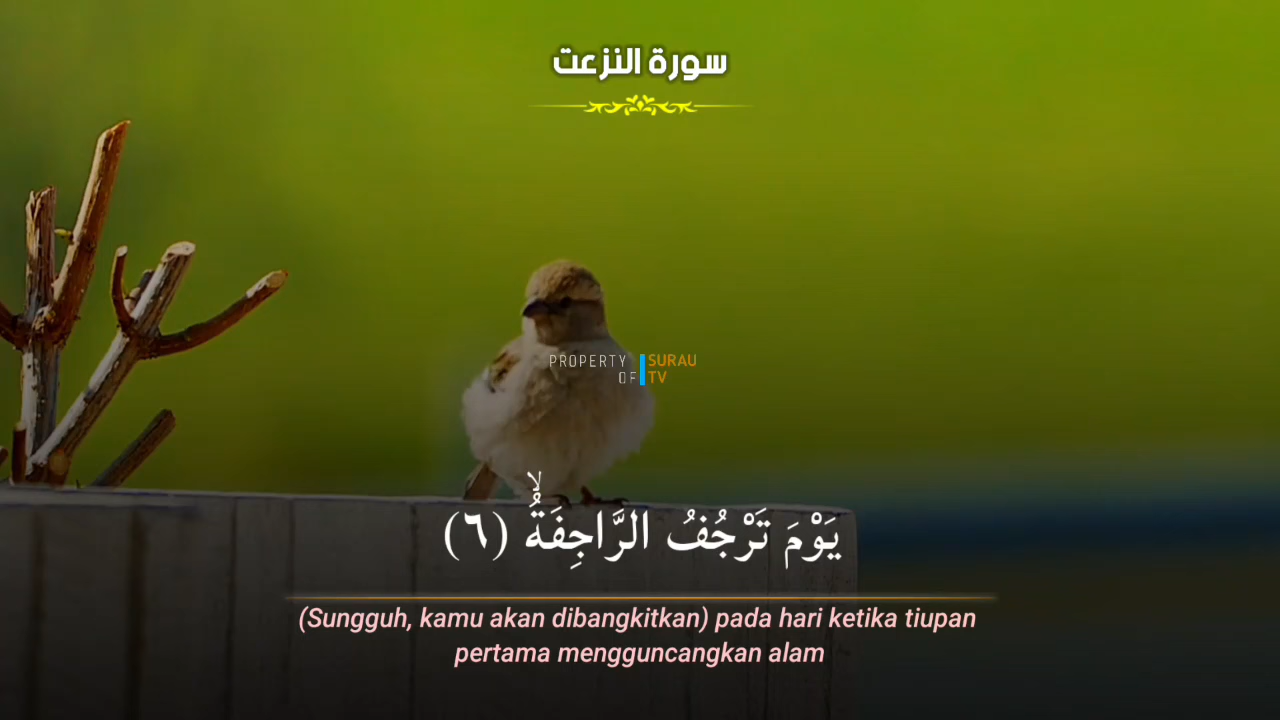 سورة النزعت
PROPERTY OF SURAU TV
يَوْمَ تَرْجُفُ الرَّاجِفَةُۙ (٦)
(Sungguh, kamu akan dibangkitkan) pada hari ketika tiupan
pertama mengguncangkan alam